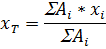 x_T = ΣA_i * x_i / ΣA_i